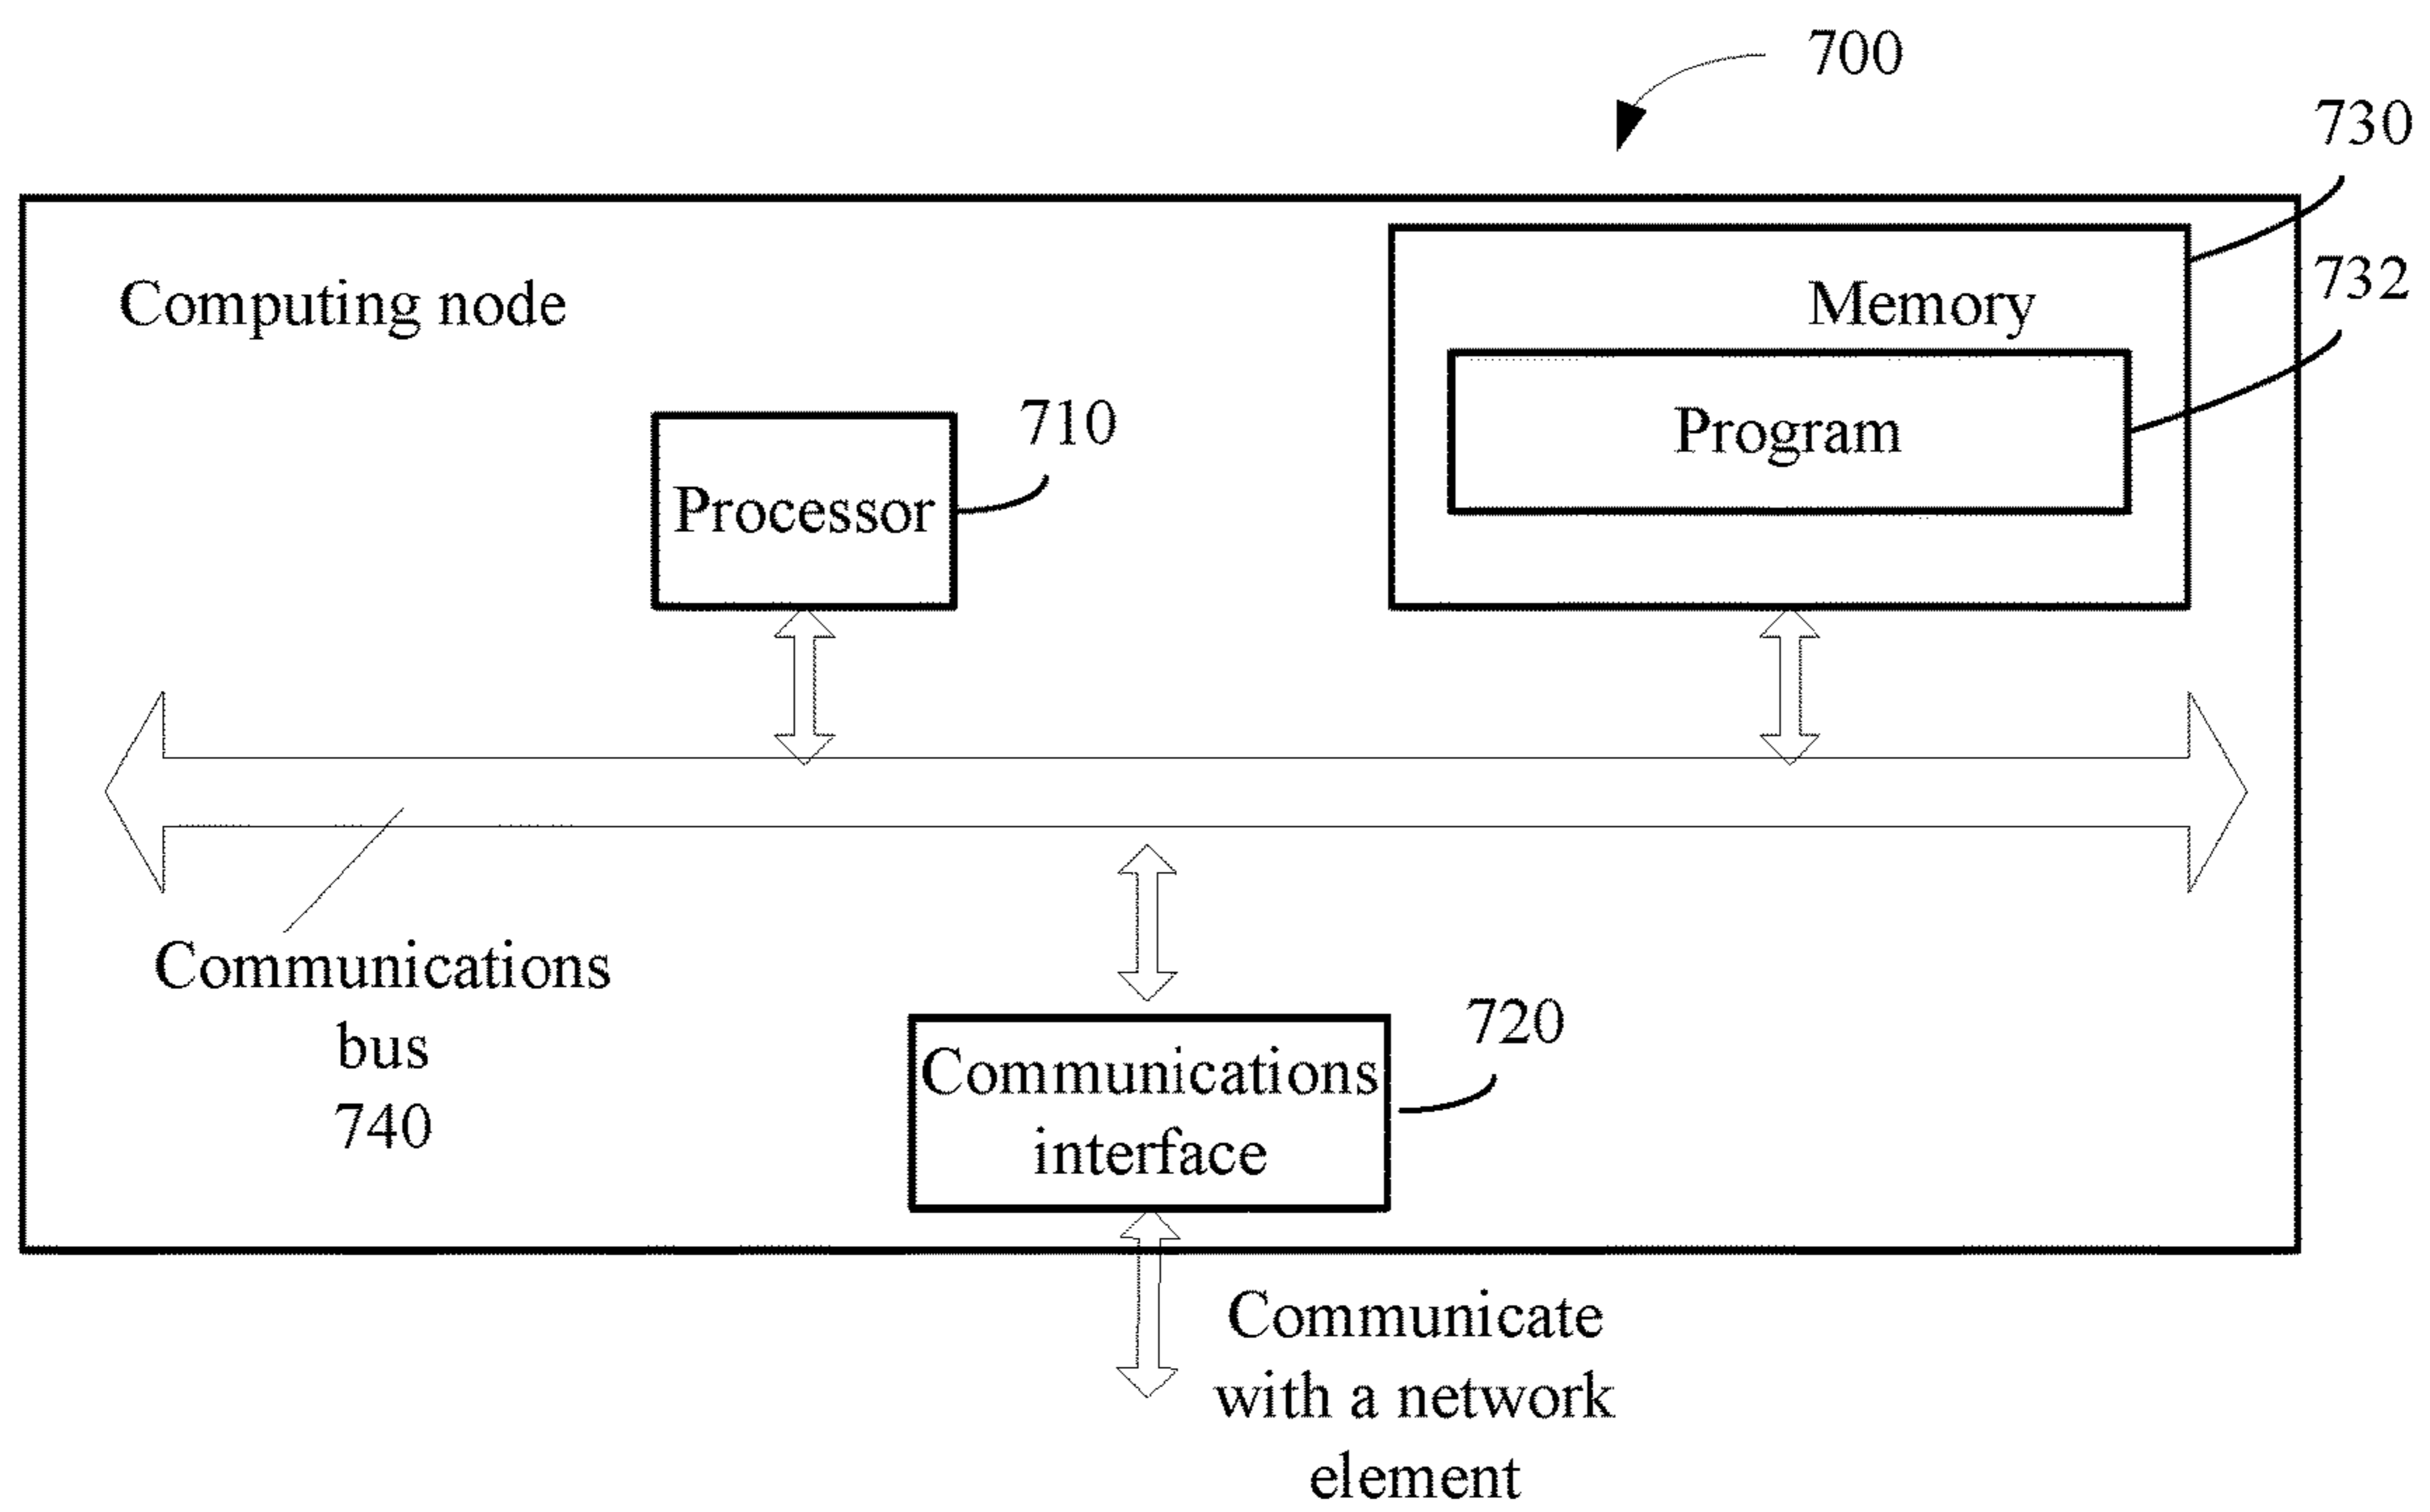 700
730
Computing node
Memory
732
Program
710
Processor
Communications
bus
740
720
Communications
interface
Communicate
with a network
element